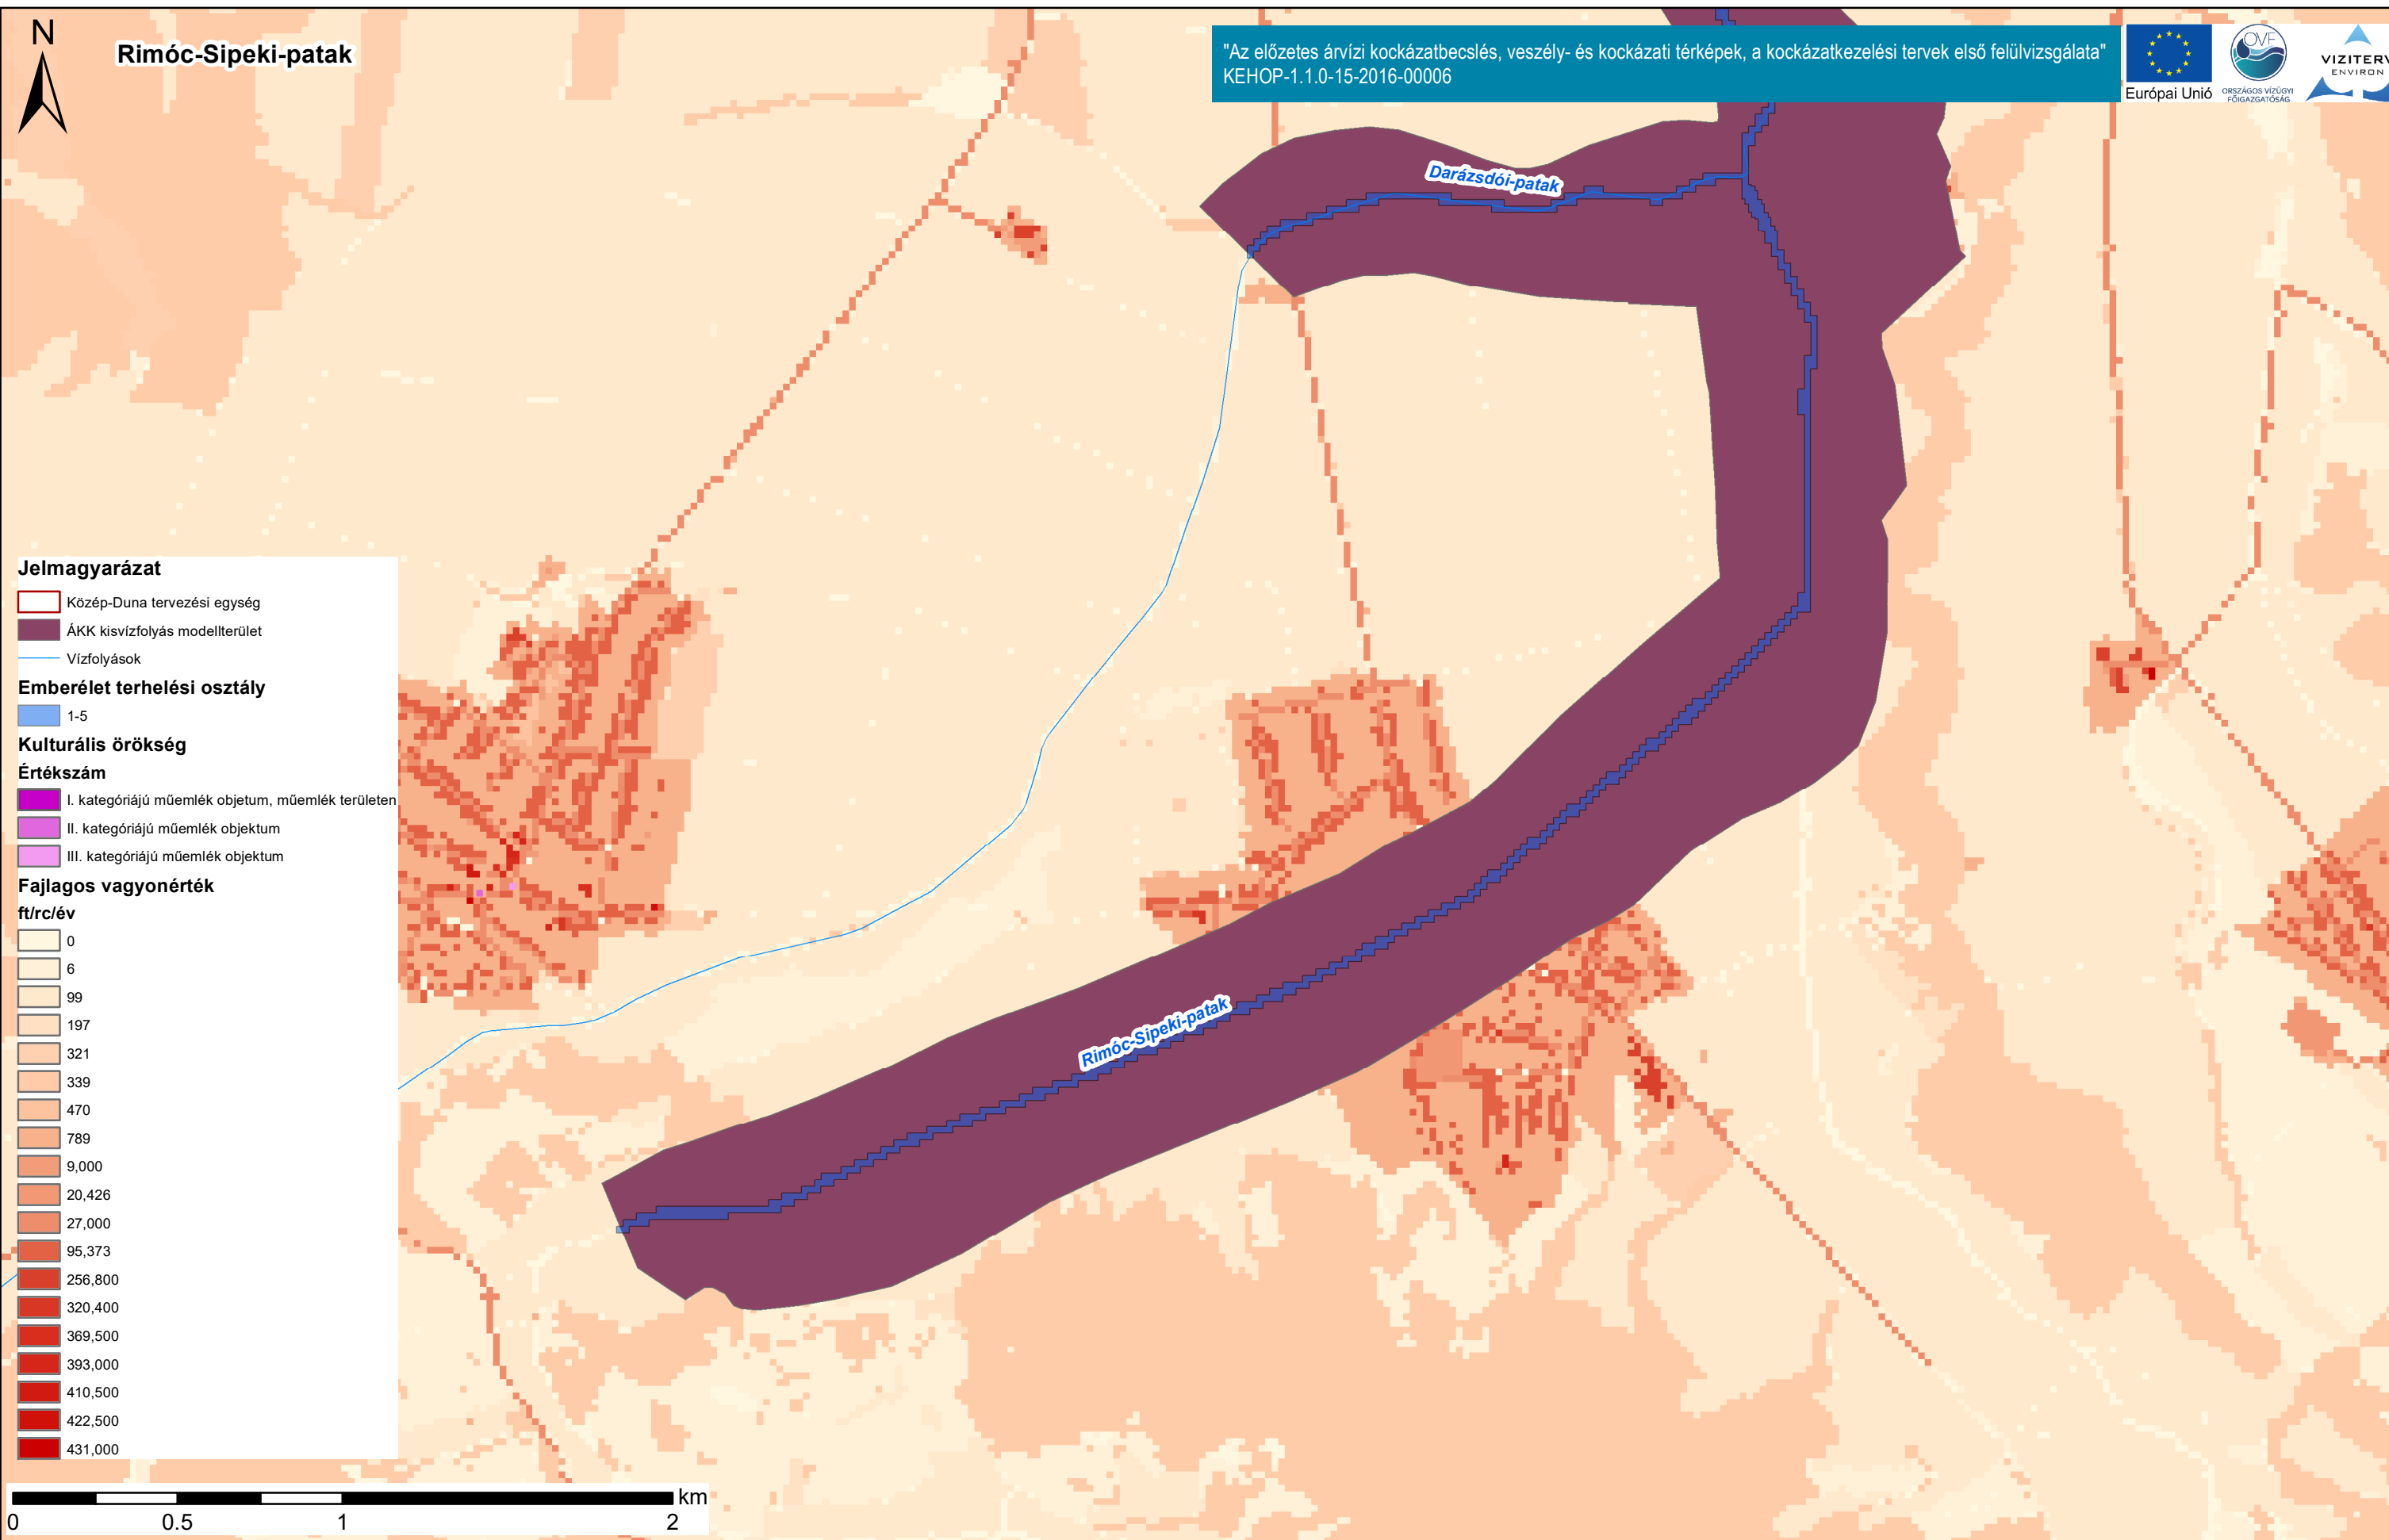 N
Rimóc-Sipeki-patak
"Az előzetes árvízi kockázatbecslés, veszély- és kockázati térképek, a kockázatkezelési tervek első felülvizsgálata"
KEHOP-1.1.0-15-2016-00006
Európai Unió
OVF
ORSZÁGOS VÍZÜGYI
FŐIGAZGATÓSÁG
VIZITERV
ENVIRON
Darázsdói-patak
Rimóc-Sipeki-patak
Jelmagyarázat
Közép-Duna tervezési egység
ÁKK kisvízfolyás modellterület
Vízfolyások
Emberélet terhelési osztály
1-5
Kulturális örökség
Értékszám
I. kategóriájú műemlék objetum, műemlék területen
II. kategóriájú műemlék objektum
III. kategóriájú műemlék objektum
Fajlagos vagyonérték
ft/rc/év
0
6
99
197
321
339
470
789
9,000
20,426
27,000
95,373
256,800
320,400
369,500
393,000
410,500
422,500
431,000
km
0 0.5 1 2